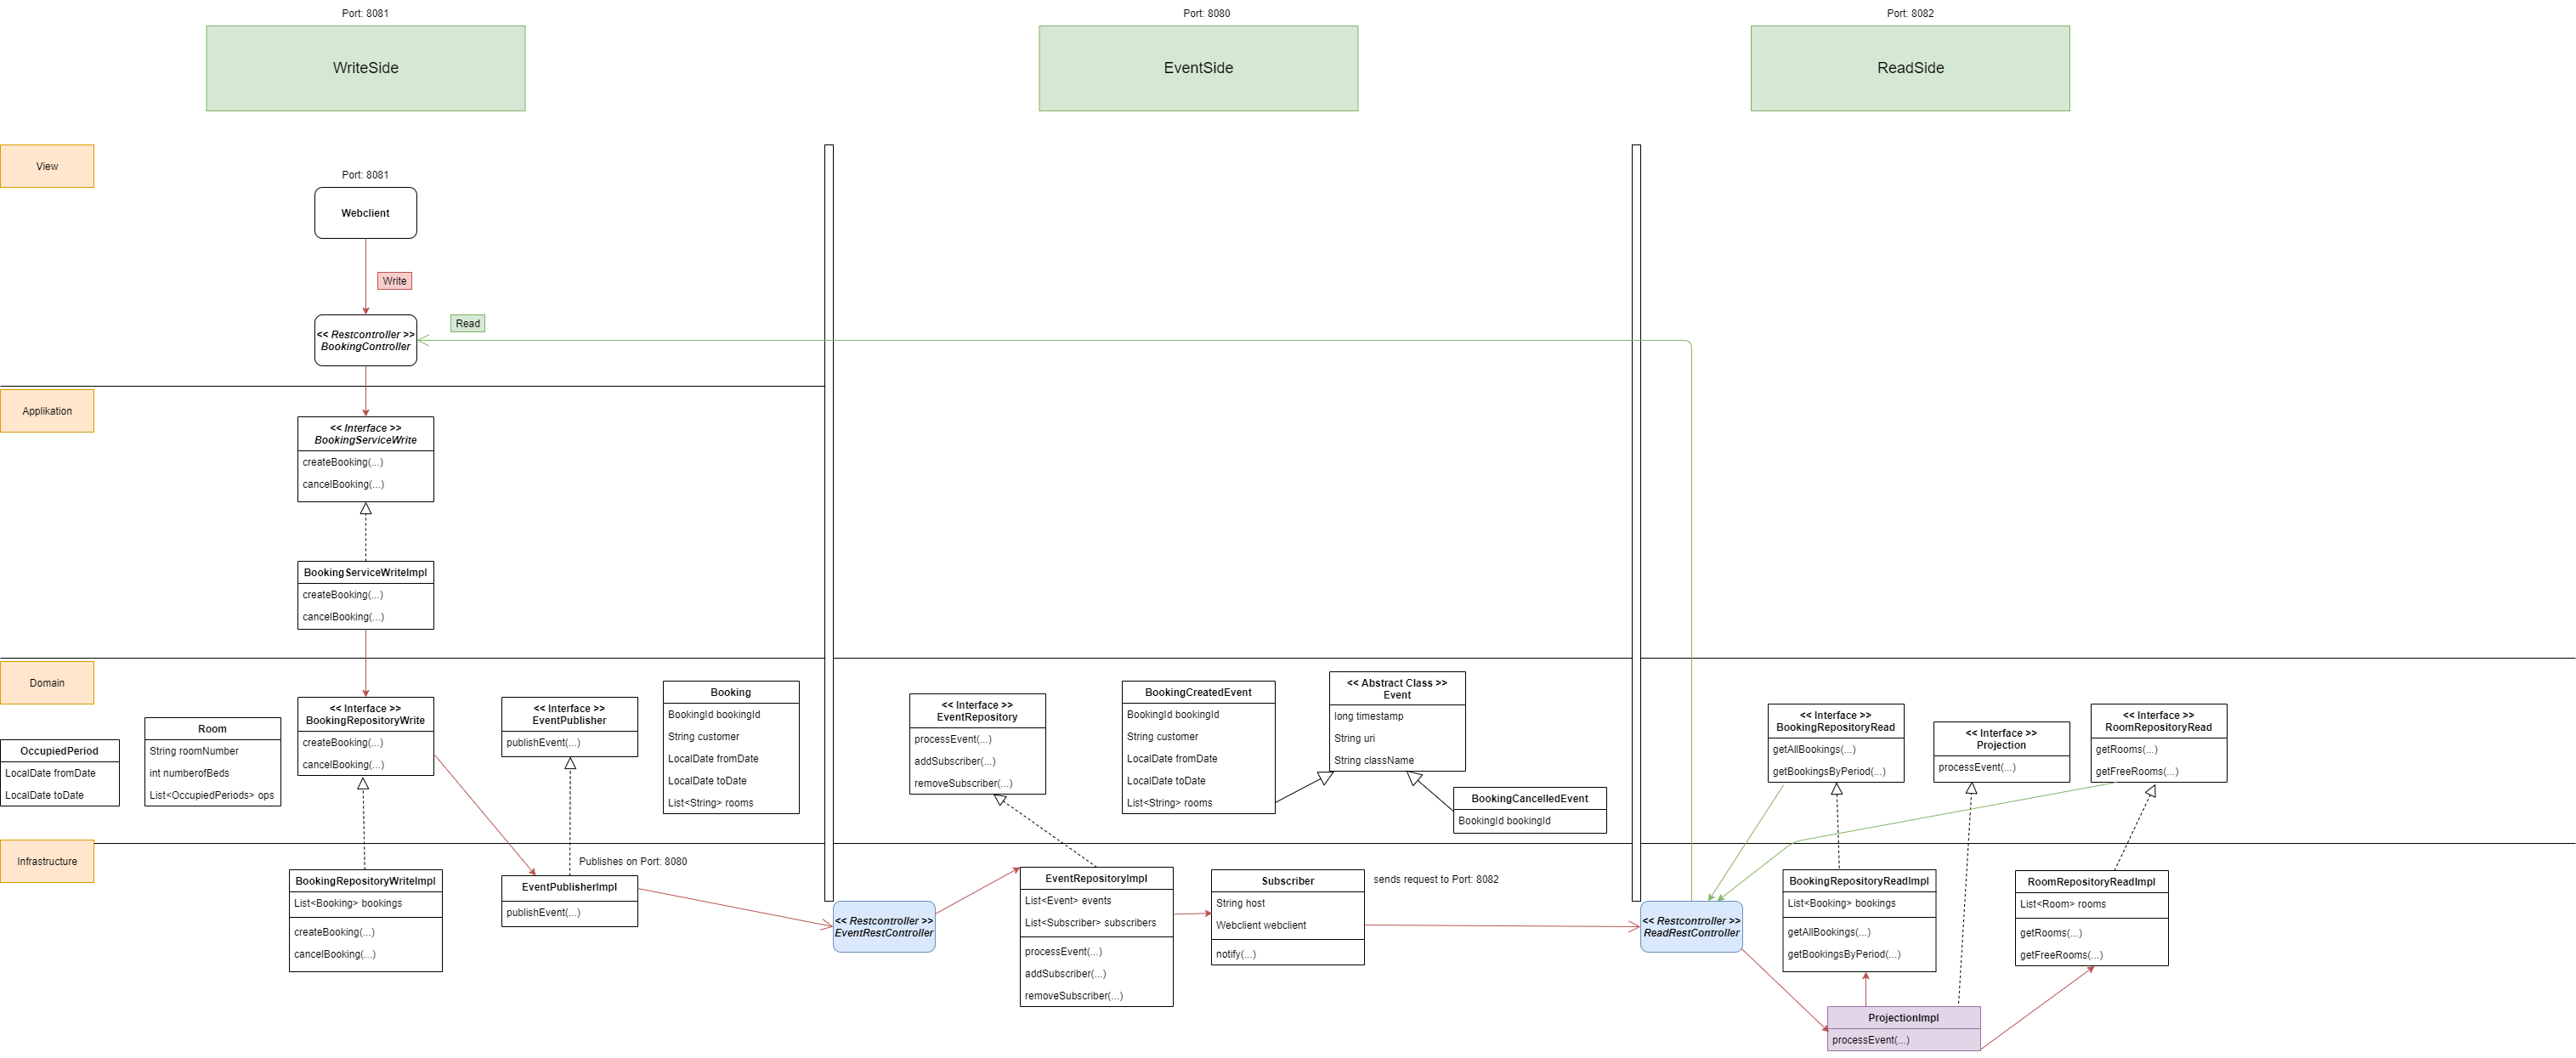 Port: 8081
Port: 8080
Port: 8082
WriteSide
EventSide
ReadSide
View
Port: 8081
Webclient
Write
Read
<< Restcontroller >>
BookingController
Applikation
<< Interface >>
BookingServiceWrite
createBooking(...)
cancelBooking(...)
BookingServiceWriteImpl
createBooking(...)
cancelBooking(...)
Domain
OccupiedPeriod
LocalDate fromDate
LocalDate toDate
Room
String roomNumber
int numberofBeds
List<OccupiedPeriods> ops
<< Interface >>
BookingRepositoryWrite
createBooking(...)
cancelBooking(...)
<< Interface >>
EventPublisher
publishEvent(...)
Booking
BookingId bookingId
String customer
LocalDate fromDate
LocalDate toDate
List<String> rooms
<< Interface >>
EventRepository
processEvent(...)
addSubscriber(...)
removeSubscriber(...)
BookingCreatedEvent
BookingId bookingId
String customer
LocalDate fromDate
LocalDate toDate
List<String> rooms
<< Abstract Class >>
Event
long timestamp
String uri
String className
BookingCancelledEvent
BookingId bookingId
<< Interface >>
BookingRepositoryRead
getAllBookings(...)
getBookingsByPeriod(...)
<< Interface >>
Projection
processEvent(...)
<< Interface >>
RoomRepositoryRead
getRooms(...)
getFreeRooms(...)
Infrastructure
BookingRepositoryWriteImpl
List<Booking> bookings
createBooking(...)
cancelBooking(...)
Publishes on Port: 8080
EventPublisherImpl
publishEvent(...)
<< Restcontroller >>
EventRestController
EventRepositoryImpl
List<Event> events
List<Subscriber> subscribers
processEvent(...)
addSubscriber(...)
removeSubscriber(...)
Subscriber
String host
Webclient webclient
notify(...)
sends request to Port: 8082
<< Restcontroller >>
ReadRestController
BookingRepositoryReadImpl
List<Booking> bookings
getAllBookings(...)
getBookingsByPeriod(...)
RoomRepositoryReadImpl
List<Room> rooms
getRooms(...)
getFreeRooms(...)
ProjectionImpl
processEvent(...)